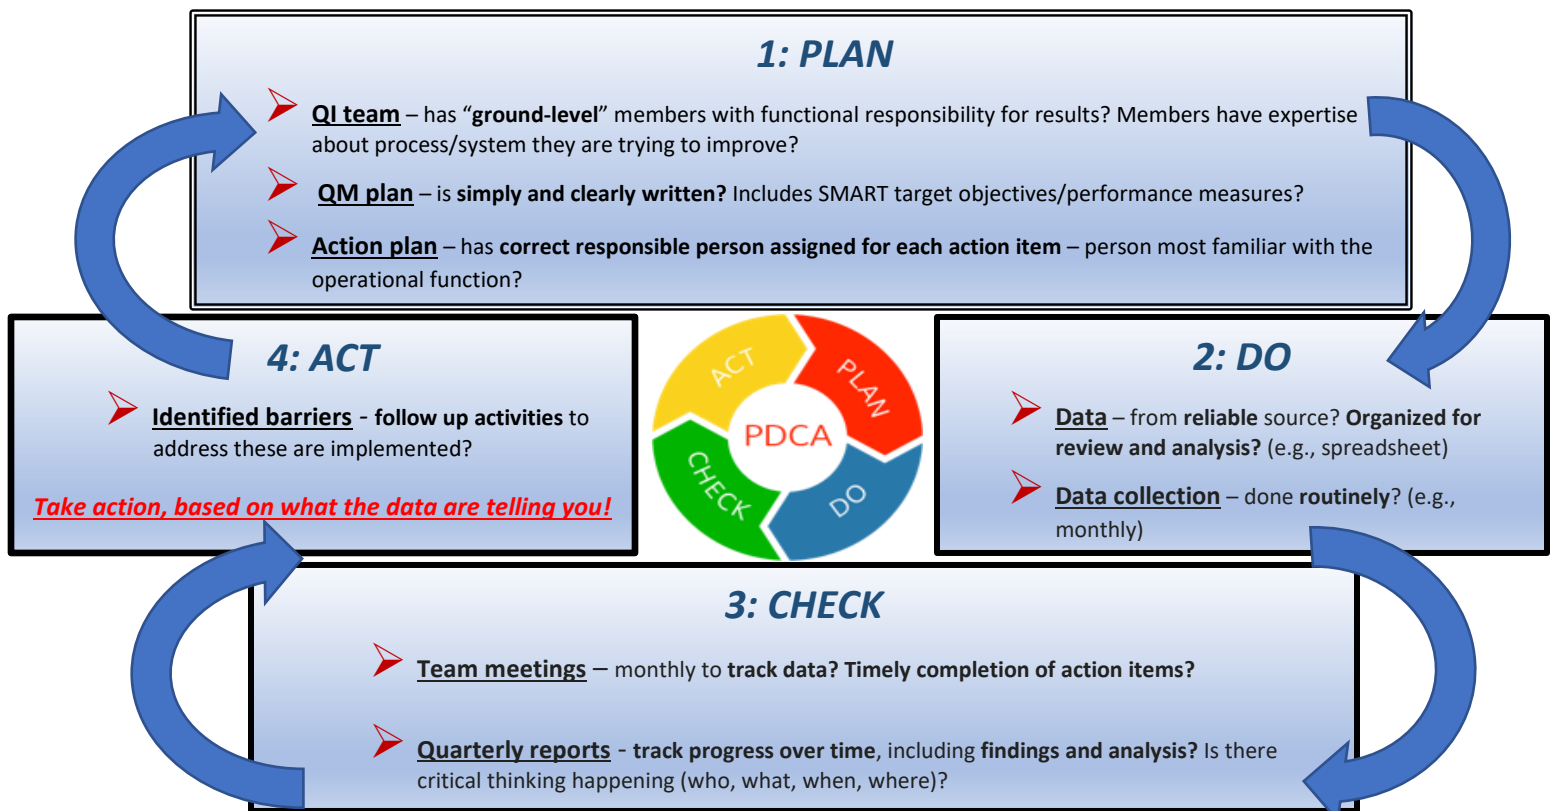 1: PLAN
QI team – has “ground-level” members with functional responsibility for results? Members have expertise
about process/system they are trying to improve?
QM plan – is simply and clearly written? Includes SMART target objectives/performance measures?
Action plan – has correct responsible person assigned for each action item – person most familiar with the
operational function?
4: ACT
Identified barriers - follow up activities to
address these are implemented?
Take action, based on what the data are telling you!
ACT
PLAN
PDCA
CHECK
DO
2: DO
Data – from reliable source? Organized for
review and analysis? (e.g., spreadsheet)
Data collection – done routinely? (e.g.,
monthly)
3: CHECK
Team meetings – monthly to track data? Timely completion of action items?
Quarterly reports - track progress over time, including findings and analysis? Is there
critical thinking happening (who, what, when, where)?